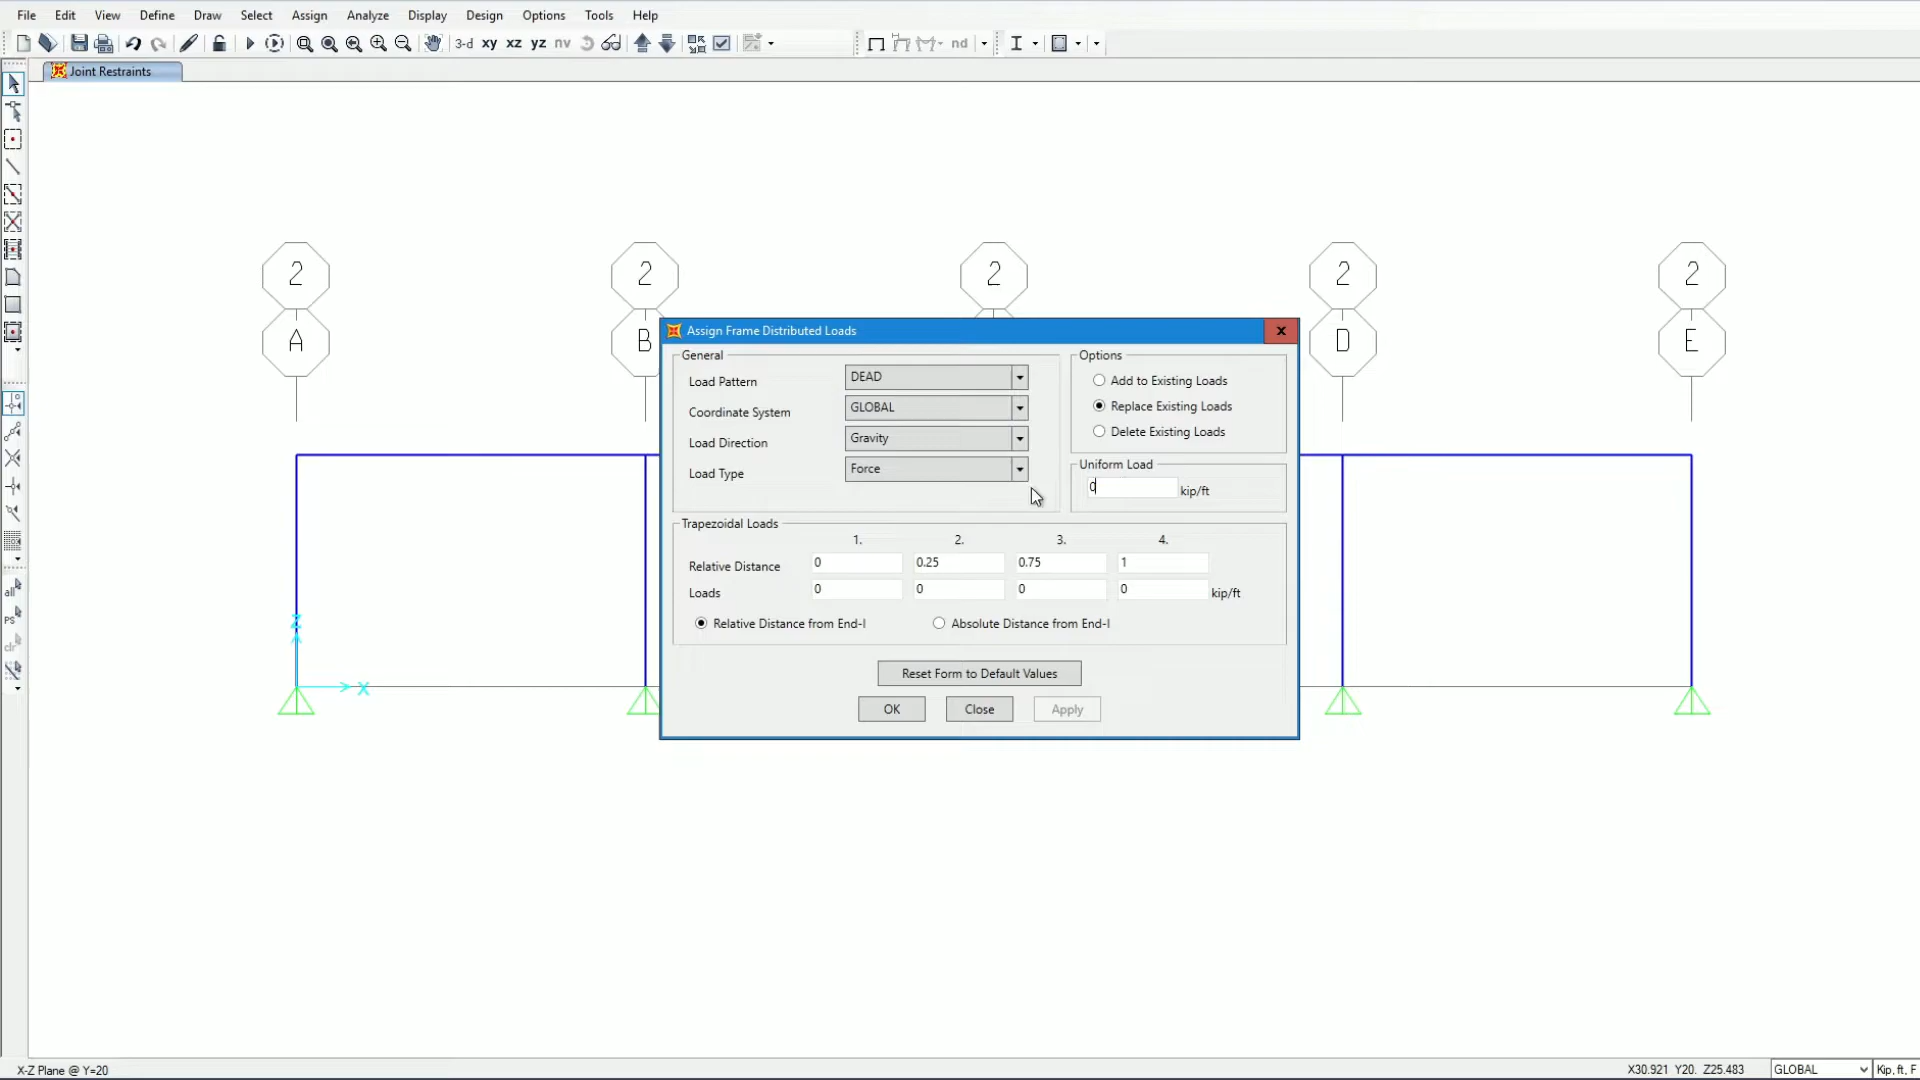 File Edit View Define Draw Select Assign Analyze Display Design Options Tools Help
3-d xy xz yz nv nd
Joint Restraints
2 2 2 2 2
A B D E
Assign Frame Distributed Loads
General
Load Pattern DEAD
Coordinate System GLOBAL
Load Direction Gravity
Load Type Force
Options
Add to Existing Loads
Replace Existing Loads
Delete Existing Loads
Uniform Load
0 kip/ft
Trapezoidal Loads
1. 2. 3. 4.
Relative Distance 0 0.25 0.75 1
Loads 0 0 0 0 kip/ft
Relative Distance from End-I Absolute Distance from End-I
Reset Form to Default Values
OK Close Apply
all
PS
clr
Z
X
X-Z Plane @ Y=20 X30.921 Y20. Z25.483 GLOBAL Kip, ft, F